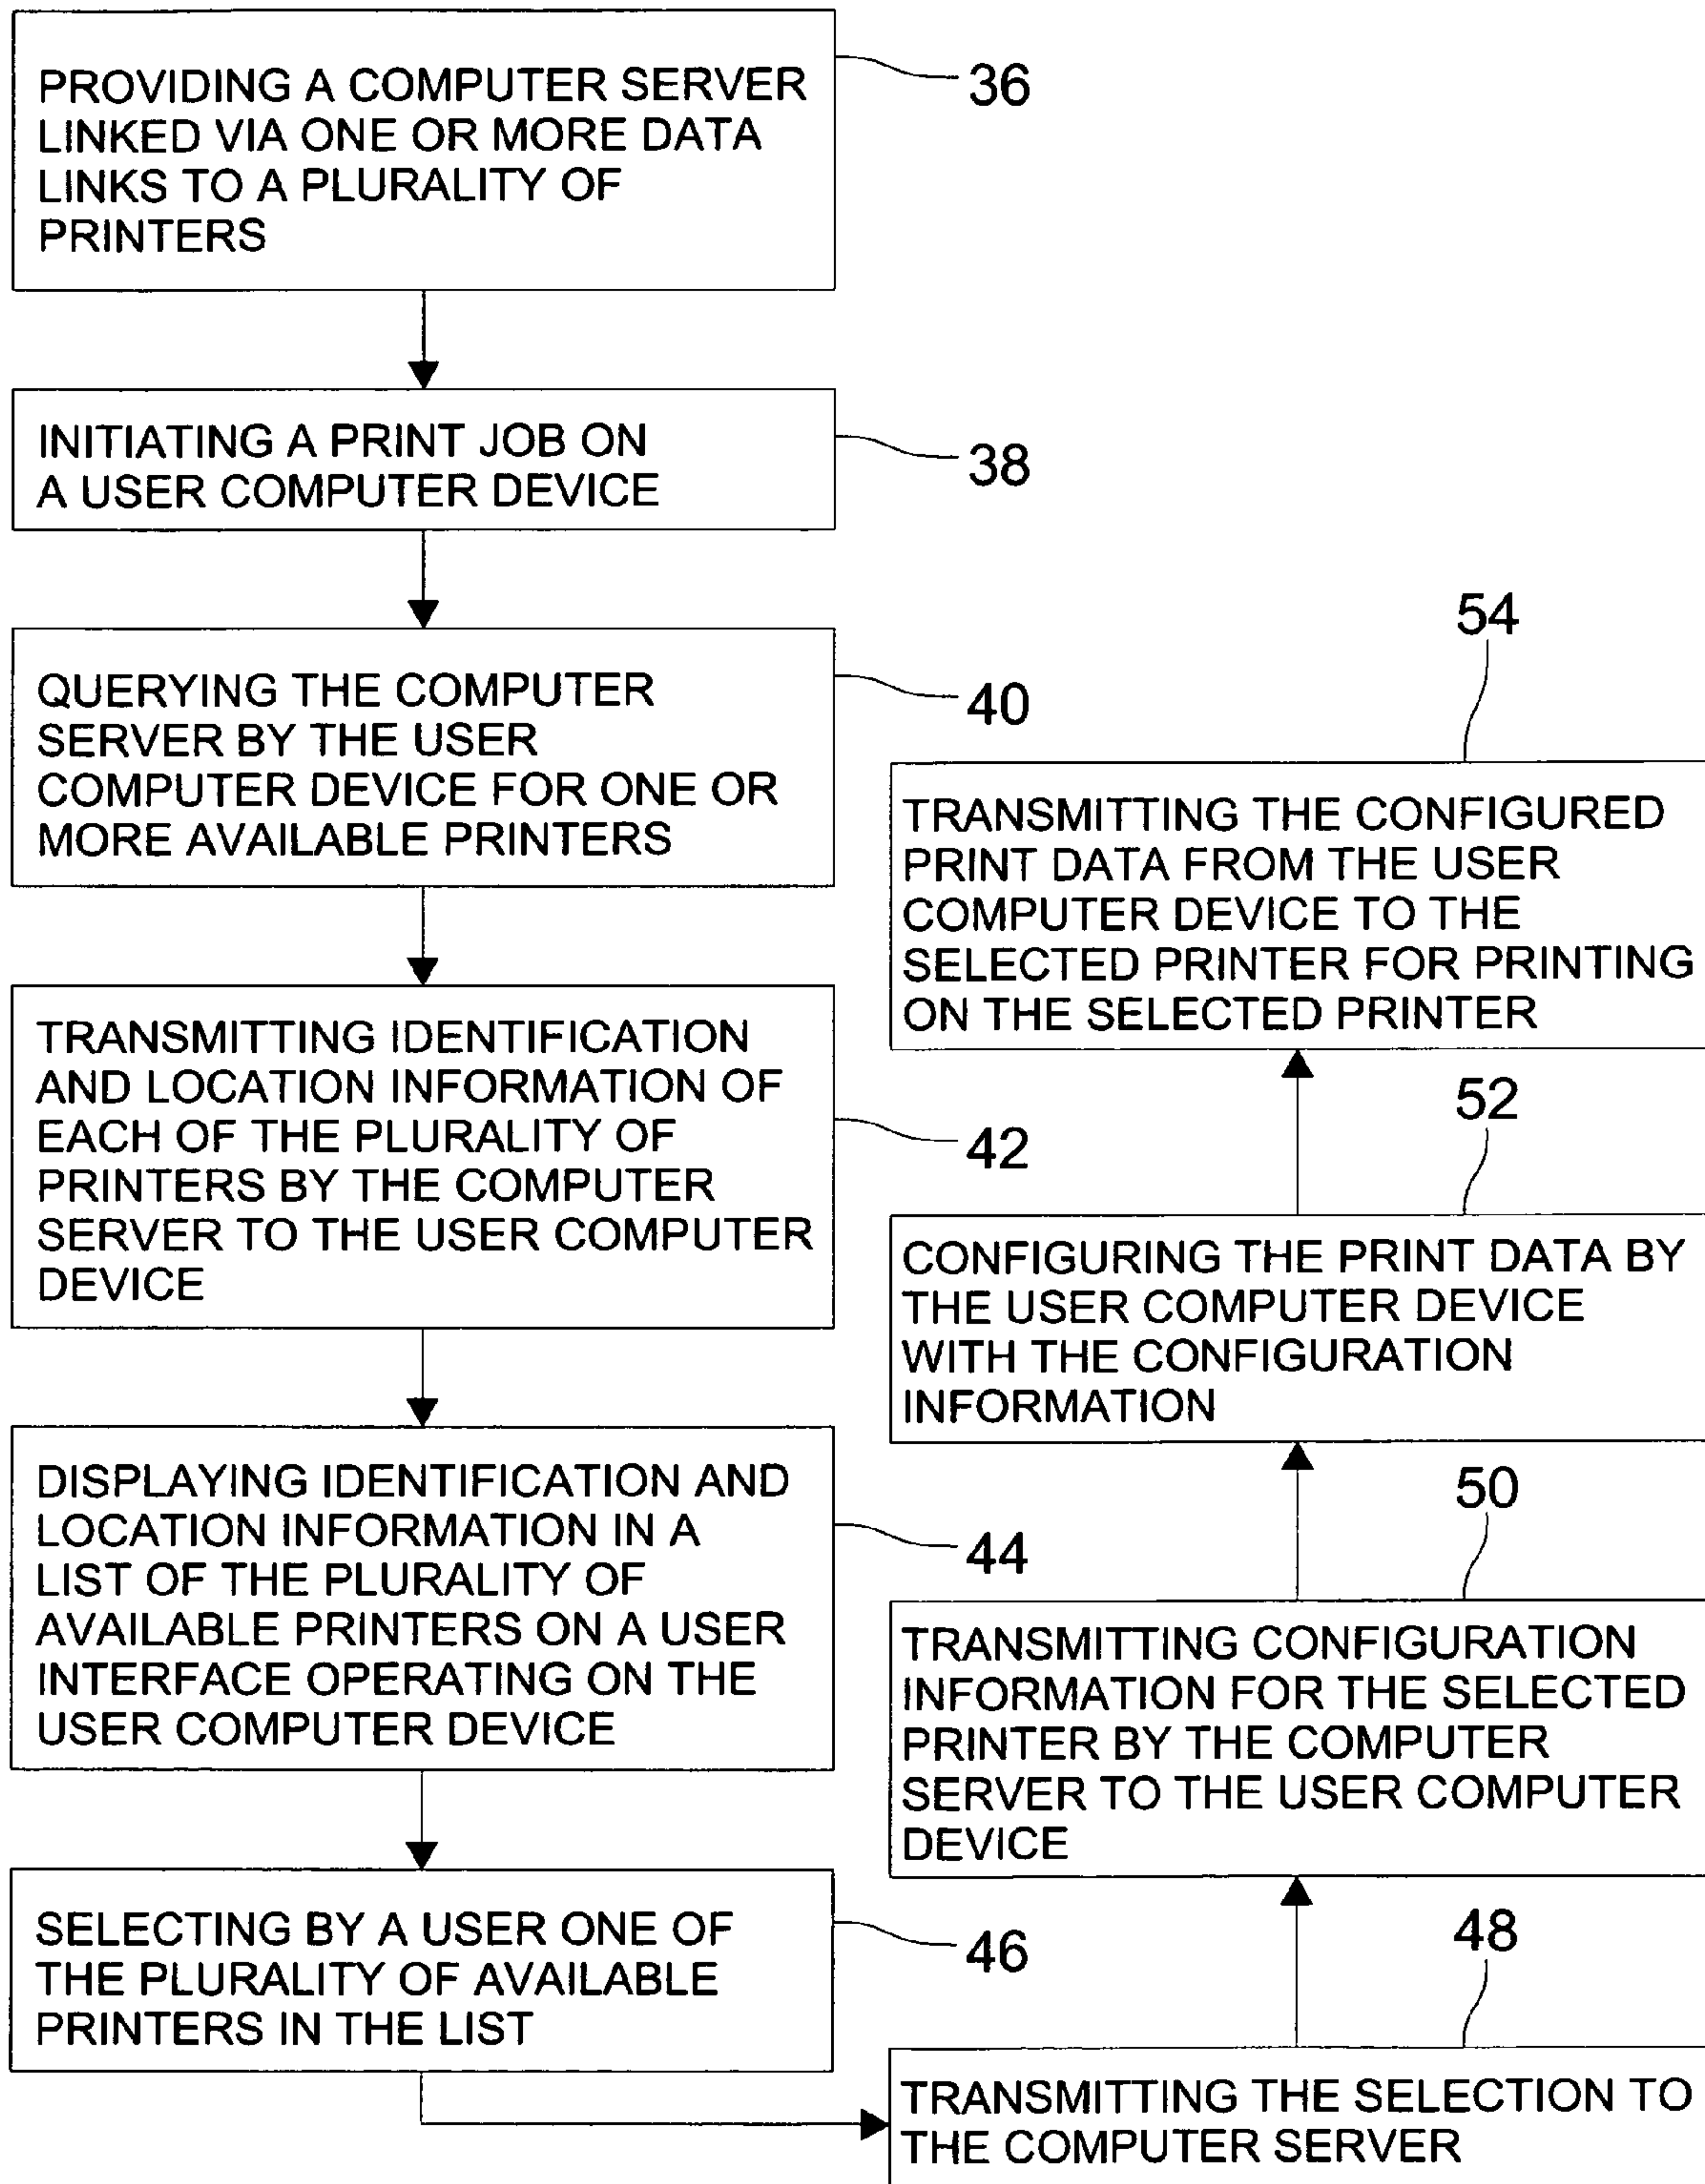 PROVIDING A COMPUTER SERVER
LINKED VIA ONE OR MORE DATA
LINKS TO A PLURALITY OF
PRINTERS
36
INITIATING A PRINT JOB ON
A USER COMPUTER DEVICE
38
QUERYING THE COMPUTER
SERVER BY THE USER
COMPUTER DEVICE FOR ONE OR
MORE AVAILABLE PRINTERS
40
TRANSMITTING IDENTIFICATION
AND LOCATION INFORMATION OF
EACH OF THE PLURALITY OF
PRINTERS BY THE COMPUTER
SERVER TO THE USER COMPUTER
DEVICE
42
DISPLAYING IDENTIFICATION AND
LOCATION INFORMATION IN A
LIST OF THE PLURALITY OF
AVAILABLE PRINTERS ON A USER
INTERFACE OPERATING ON THE
USER COMPUTER DEVICE
44
SELECTING BY A USER ONE OF
THE PLURALITY OF AVAILABLE
PRINTERS IN THE LIST
46
48
TRANSMITTING THE SELECTION TO
THE COMPUTER SERVER
50
TRANSMITTING CONFIGURATION
INFORMATION FOR THE SELECTED
PRINTER BY THE COMPUTER
SERVER TO THE USER COMPUTER
DEVICE
52
CONFIGURING THE PRINT DATA BY
THE USER COMPUTER DEVICE
WITH THE CONFIGURATION
INFORMATION
54
TRANSMITTING THE CONFIGURED
PRINT DATA FROM THE USER
COMPUTER DEVICE TO THE
SELECTED PRINTER FOR PRINTING
ON THE SELECTED PRINTER